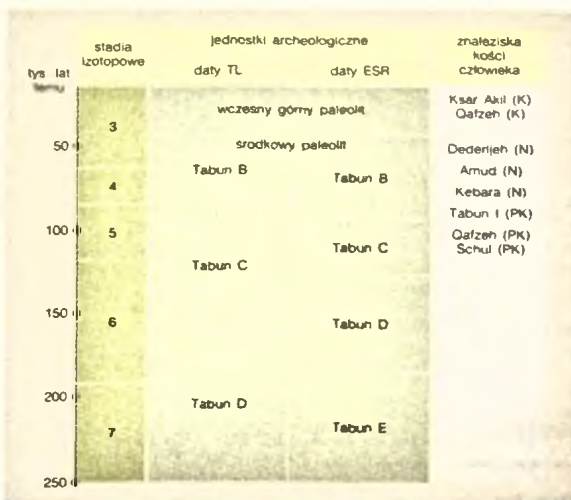 stadia
izotopowe
jednostki archeologiczne
znaleziska
kości
człowieka
tys lat
temu
daty TL
daty ESR
wczesny górny paleolit
Ksar Akil (K)
Qafzeh (K)
3
50
środkowy paleolit
Dederijeh (N)
Tabun B
Tabun B
Amud (N)
4
Kebara (N)
Tabun I (PK)
100
5
Qafzeh (PK)
Schul (PK)
Tabun C
Tabun C
150
6
Tabun D
200
Tabun D
7
Tabun E
250